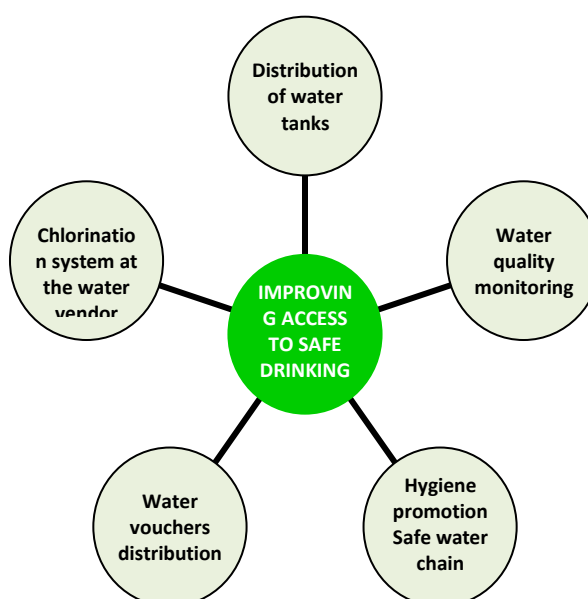 Distribution
of water
tanks
Chlorinatio
n system at
the water
vendor
Water
quality
monitoring
IMPROVIN
G ACCESS
TO SAFE
DRINKING
Water
vouchers
distribution
Hygiene
promotion
Safe water
chain